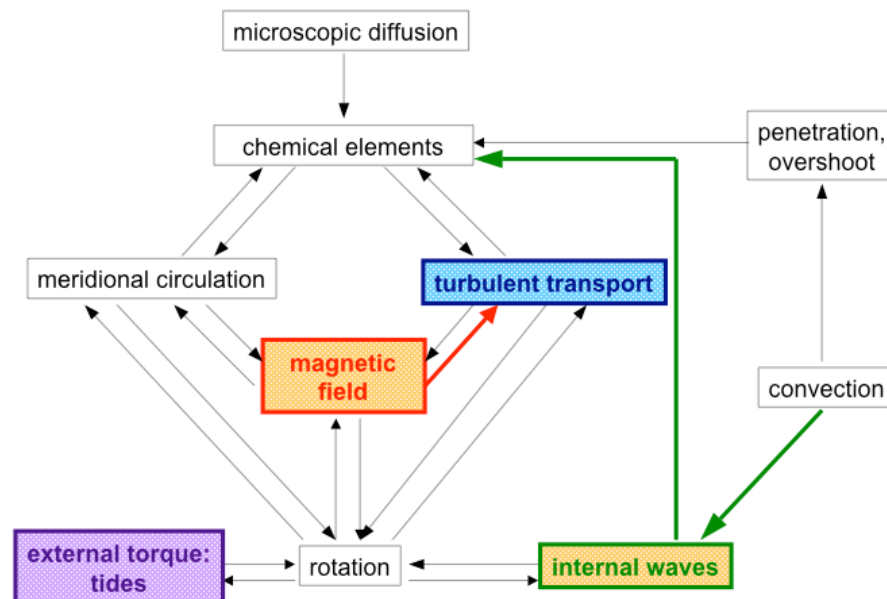 microscopic diffusion
chemical elements
penetration,
overshoot
meridional circulation
turbulent transport
magnetic
field
convection
external torque:
tides
rotation
internal waves